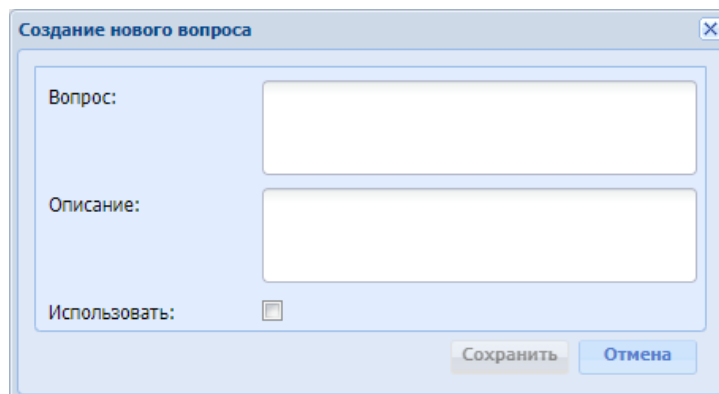 Создание нового вопроса
Вопрос:
Описание:
Использовать:
Сохранить Отмена